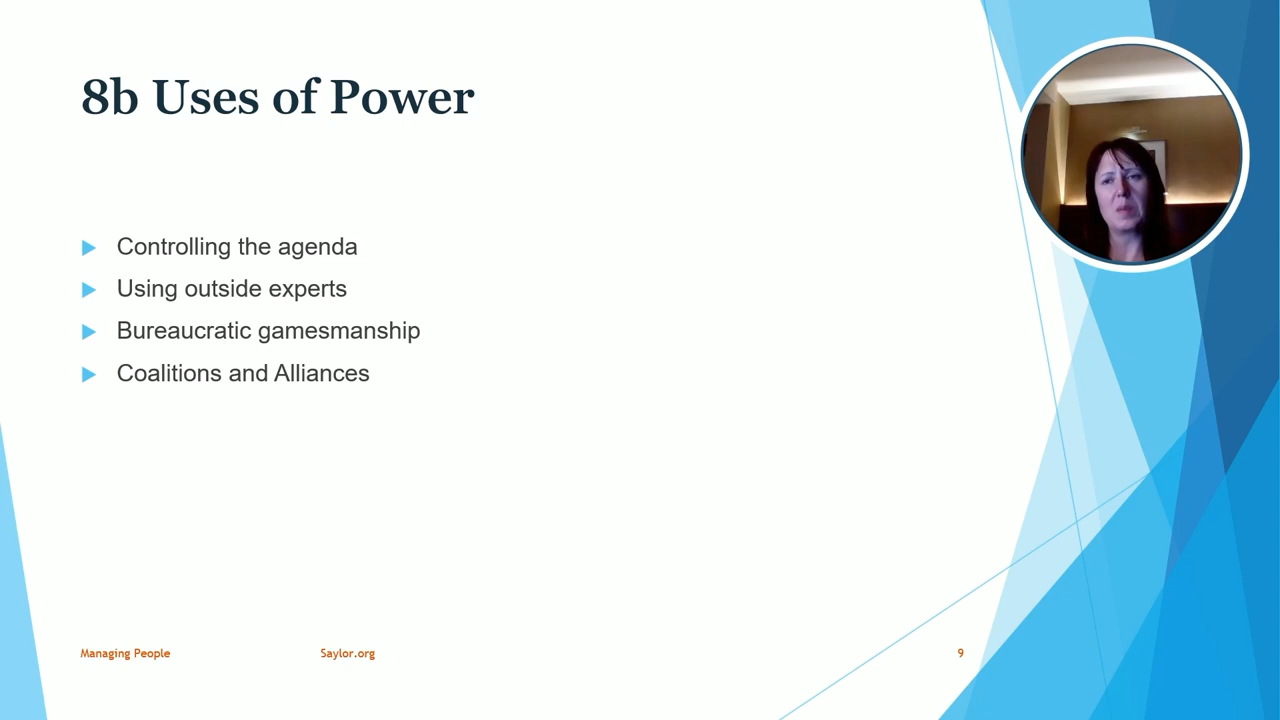 8b Uses of Power
Controlling the agenda
Using outside experts
Bureaucratic gamesmanship
Coalitions and Alliances
Managing People
Saylor.org
9